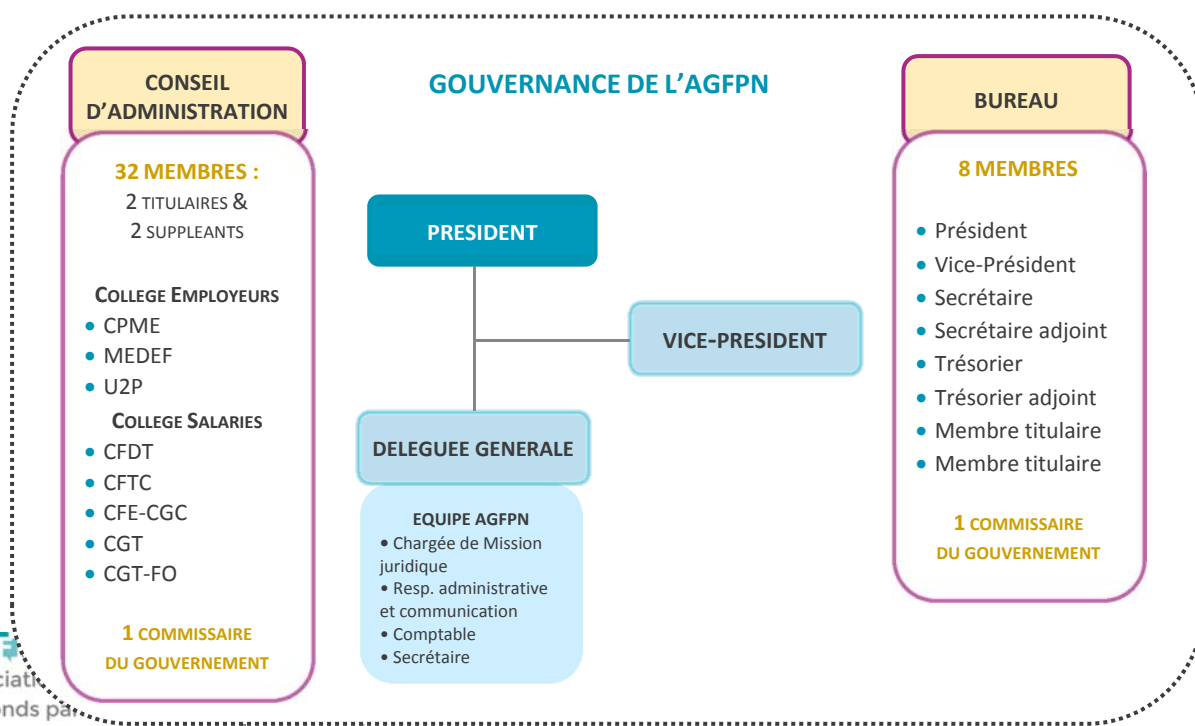 GOUVERNANCE DE L'AGFPN
CONSEIL
D'ADMINISTRATION
32 MEMBRES :
2 TITULAIRES &
2 SUPPLEANTS
COLLEGE EMPLOYEURS
• CPME
• MEDEF
• U2P
COLLEGE SALARIES
• CFDT
• CFTC
• CFE-CGC
• CGT
• CGT-FO
1 COMMISSAIRE
DU GOUVERNEMENT
PRESIDENT
VICE-PRESIDENT
DELEGUEE GENERALE
EQUIPE AGFPN
• Chargée de Mission
juridique
• Resp. administrative
et communication
• Comptable
• Secrétaire
BUREAU
8 MEMBRES
• Président
• Vice-Président
• Secrétaire
• Secrétaire adjoint
• Trésorier
• Trésorier adjoint
• Membre titulaire
• Membre titulaire
1 COMMISSAIRE
DU GOUVERNEMENT